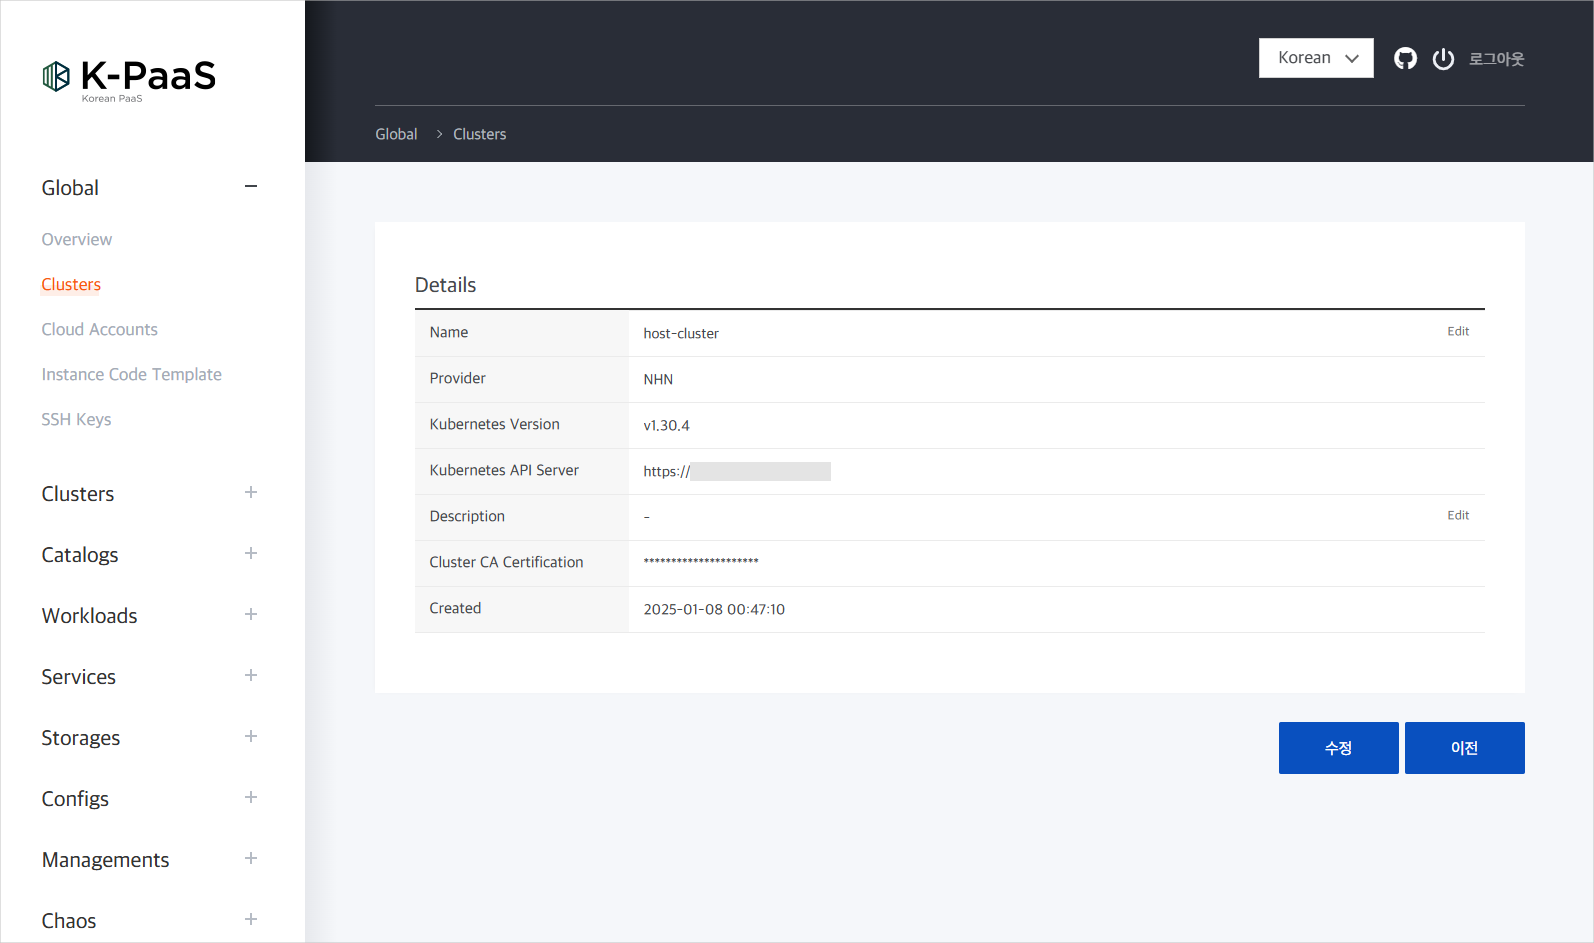 K-PaaS
Korean PaaS
Korean
로그아웃
Global > Clusters
Global
Overview
Clusters
Cloud Accounts
Instance Code Template
SSH Keys
Clusters
Catalogs
Workloads
Services
Storages
Configs
Managements
Chaos
Details
Name host-cluster Edit
Provider NHN
Kubernetes Version v1.30.4
Kubernetes API Server https://
Description - Edit
Cluster CA Certification *********************
Created 2025-01-08 00:47:10
수정 이전